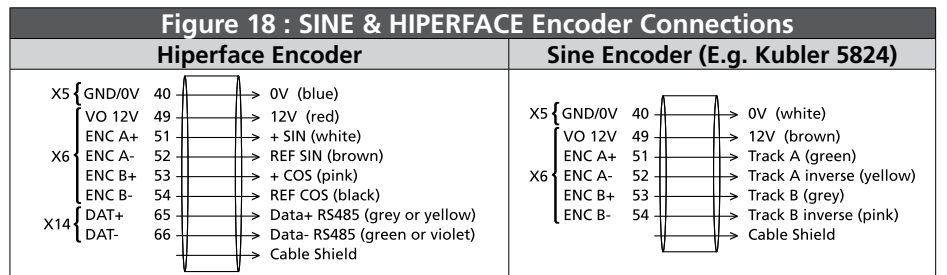 Figure 18 : SINE & HIPERFACE Encoder Connections
Hiperface Encoder
X5 { GND/0V 40 0V (blue)
VO 12V 49 12V (red)
ENC A+ 51 + SIN (white)
X6 ENC A- 52 REF SIN (brown)
ENC B+ 53 + COS (pink)
ENC B- 54 REF COS (black)
X14 { DAT+ 65 Data+ RS485 (grey or yellow)
DAT- 66 Data- RS485 (green or violet)
Cable Shield
Sine Encoder (E.g. Kubler 5824)
X5 { GND/0V 40 0V (white)
VO 12V 49 12V (brown)
ENC A+ 51 Track A (green)
X6 ENC A- 52 Track A inverse (yellow)
ENC B+ 53 Track B (grey)
ENC B- 54 Track B inverse (pink)
Cable Shield